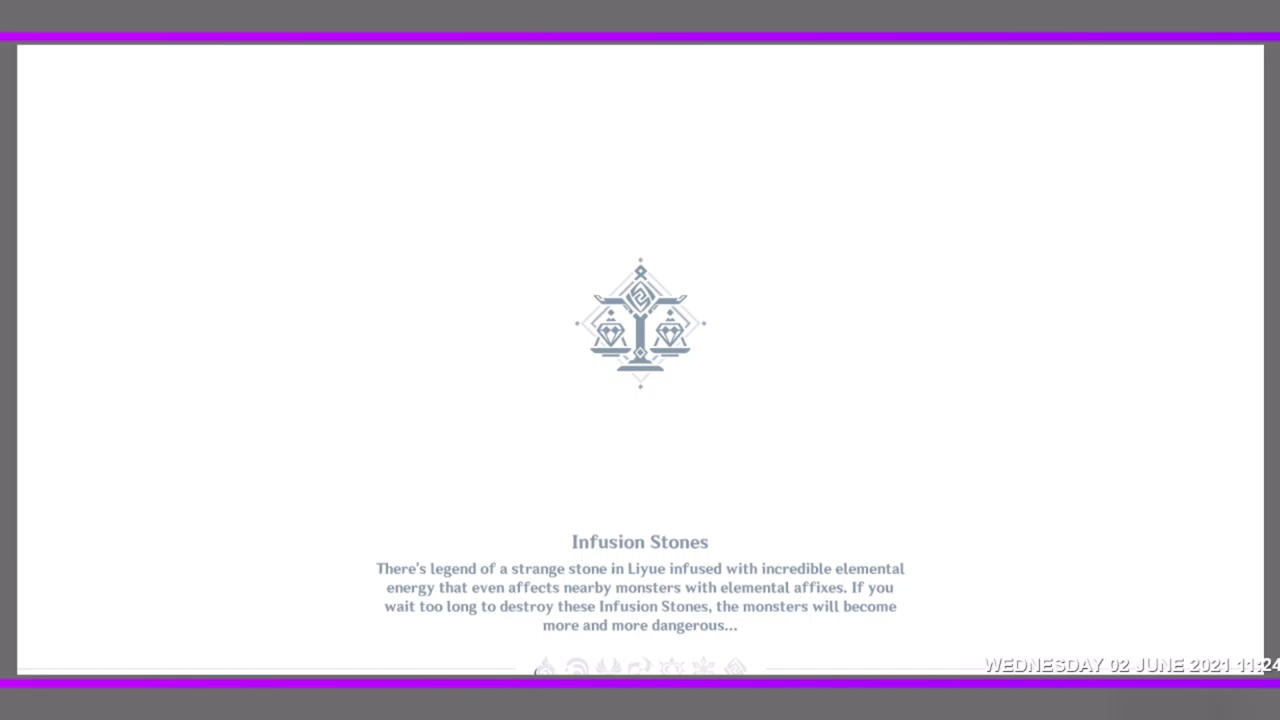 Infusion Stones
There's legend of a strange stone in Liyue infused with incredible elemental
energy that even affects nearby monsters with elemental affixes. If you
wait too long to destroy these Infusion Stones, the monsters will become
more and more dangerous...
WEDNESDAY 02 JUNE 2021 11:24